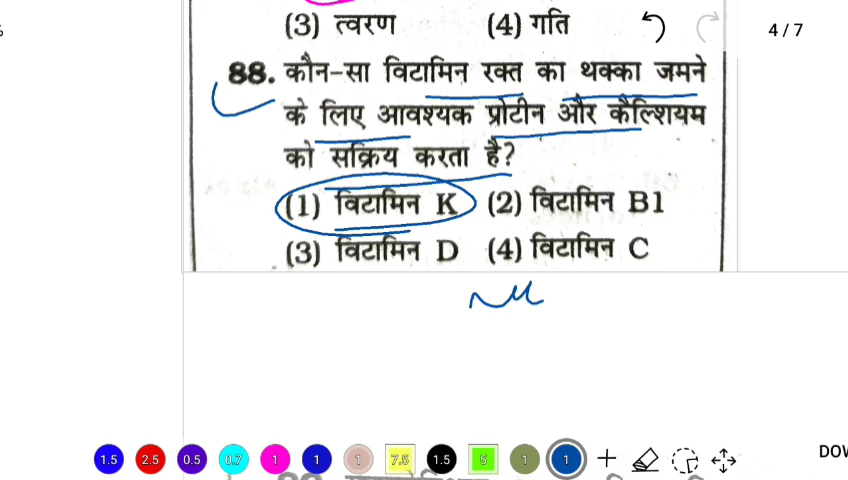 (3) त्वरण (4) गति
4 / 7
88. कौन-सा विटामिन रक्त का थक्का जमने
के लिए आवश्यक प्रोटीन और कैल्शियम
को सक्रिय करता है?
(1) विटामिन K (2) विटामिन B1
(3) विटामिन D (4) विटामिन C
1.5 2.5 0.5 0.7 1 1 1 7.5 1.5 5 1 1
DOW